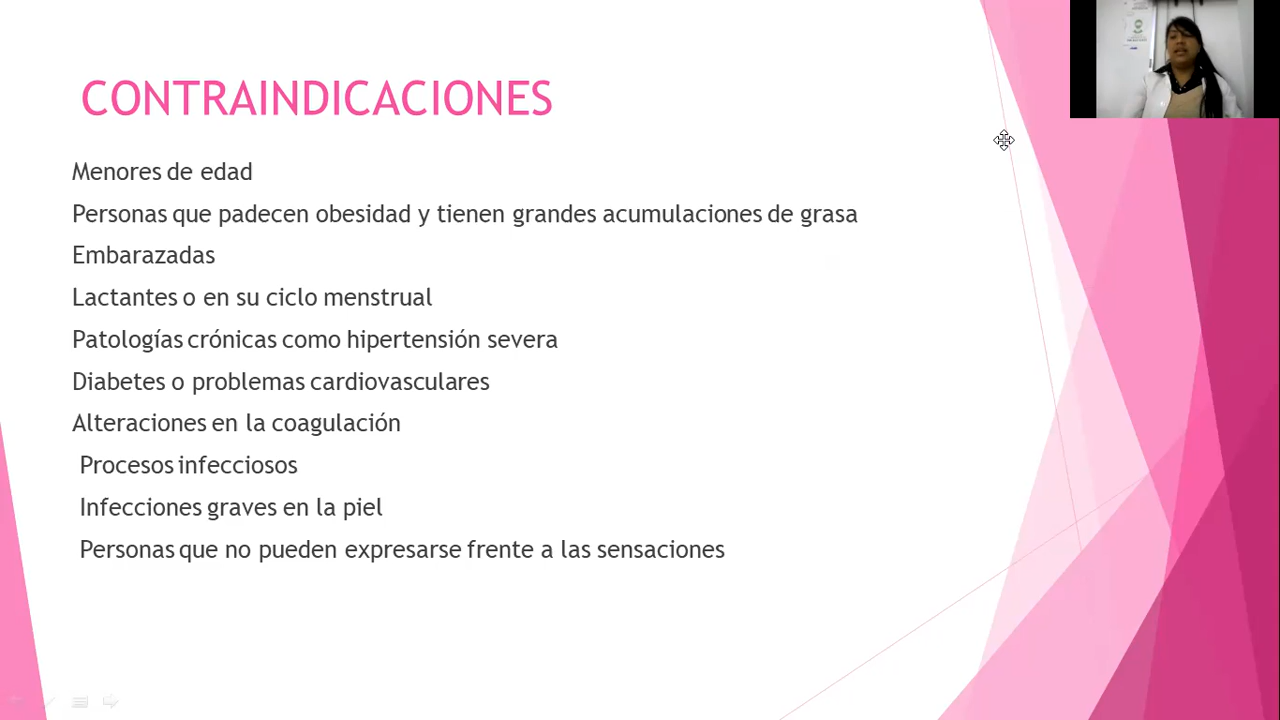 CONTRAINDICACIONES
Menores de edad
Personas que padecen obesidad y tienen grandes acumulaciones de grasa
Embarazadas
Lactantes o en su ciclo menstrual
Patologías crónicas como hipertensión severa
Diabetes o problemas cardiovasculares
Alteraciones en la coagulación
Procesos infecciosos
Infecciones graves en la piel
Personas que no pueden expresarse frente a las sensaciones